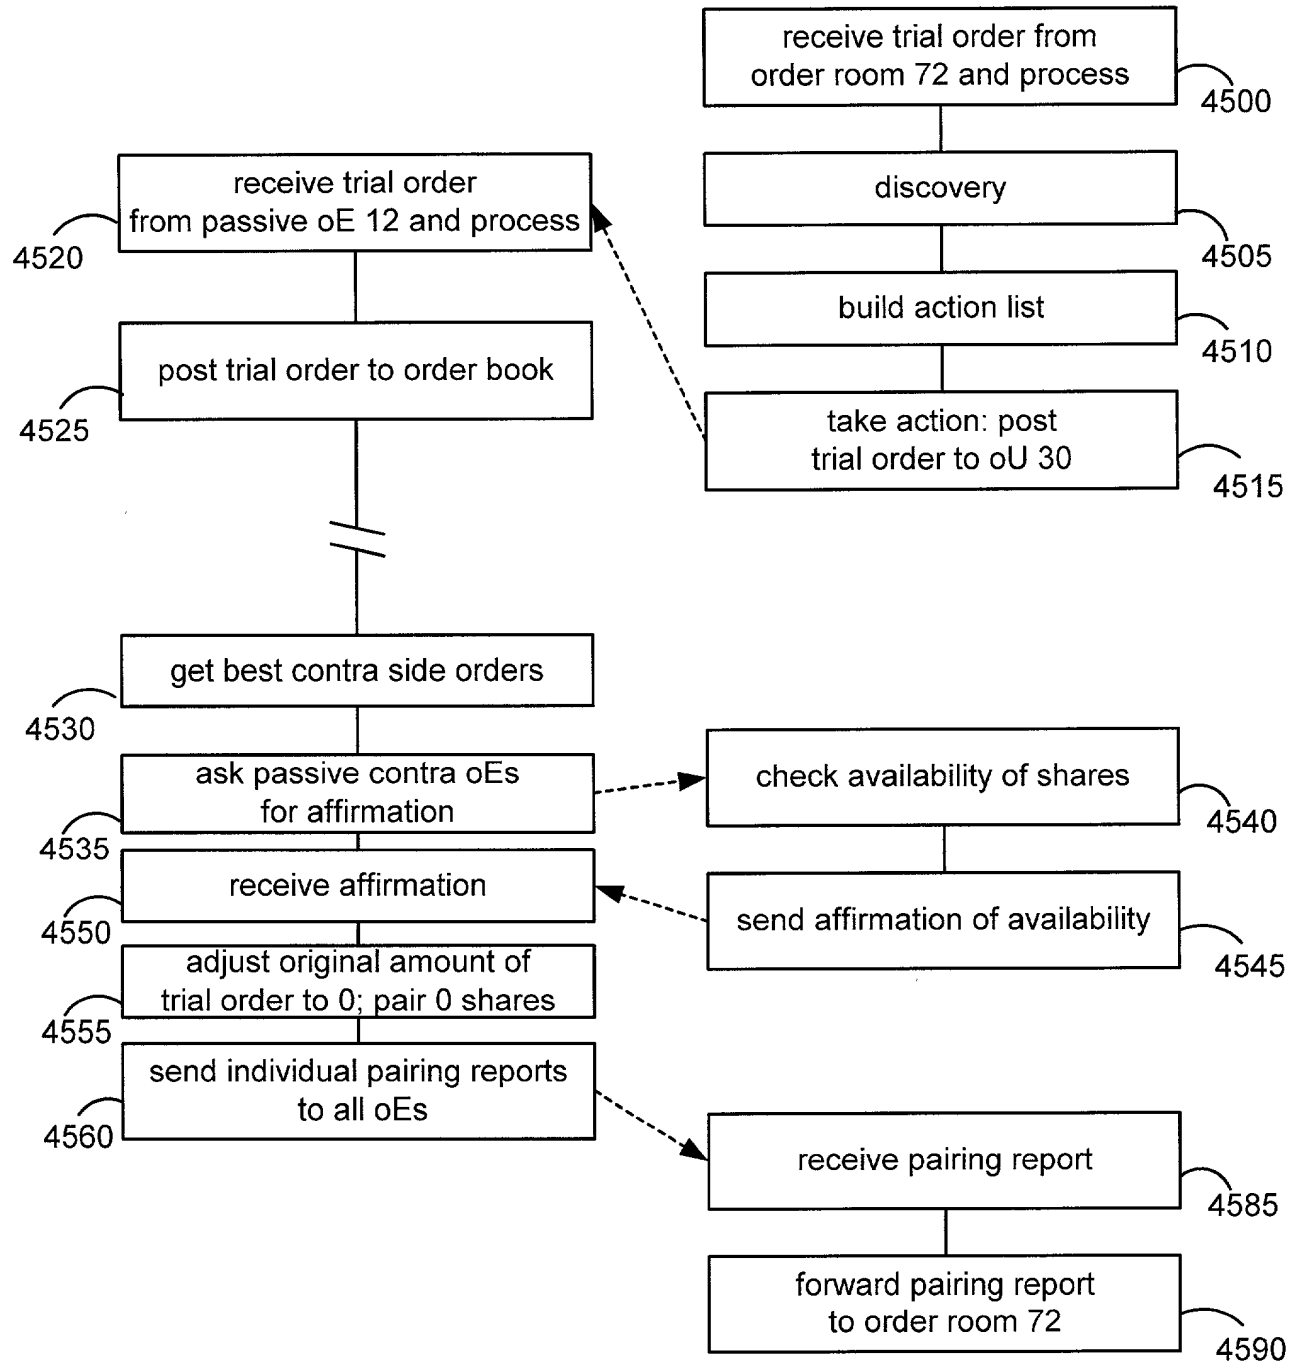 receive trial order from
order room 72 and process
4500
discovery
4505
build action list
4510
take action: post
trial order to oU 30
4515
receive trial order
from passive oE 12 and process
4520
post trial order to order book
4525
get best contra side orders
4530
ask passive contra oEs
for affirmation
4535
check availability of shares
4540
send affirmation of availability
4545
receive affirmation
4550
adjust original amount of
trial order to 0; pair 0 shares
4555
send individual pairing reports
to all oEs
4560
receive pairing report
4585
forward pairing report
to order room 72
4590